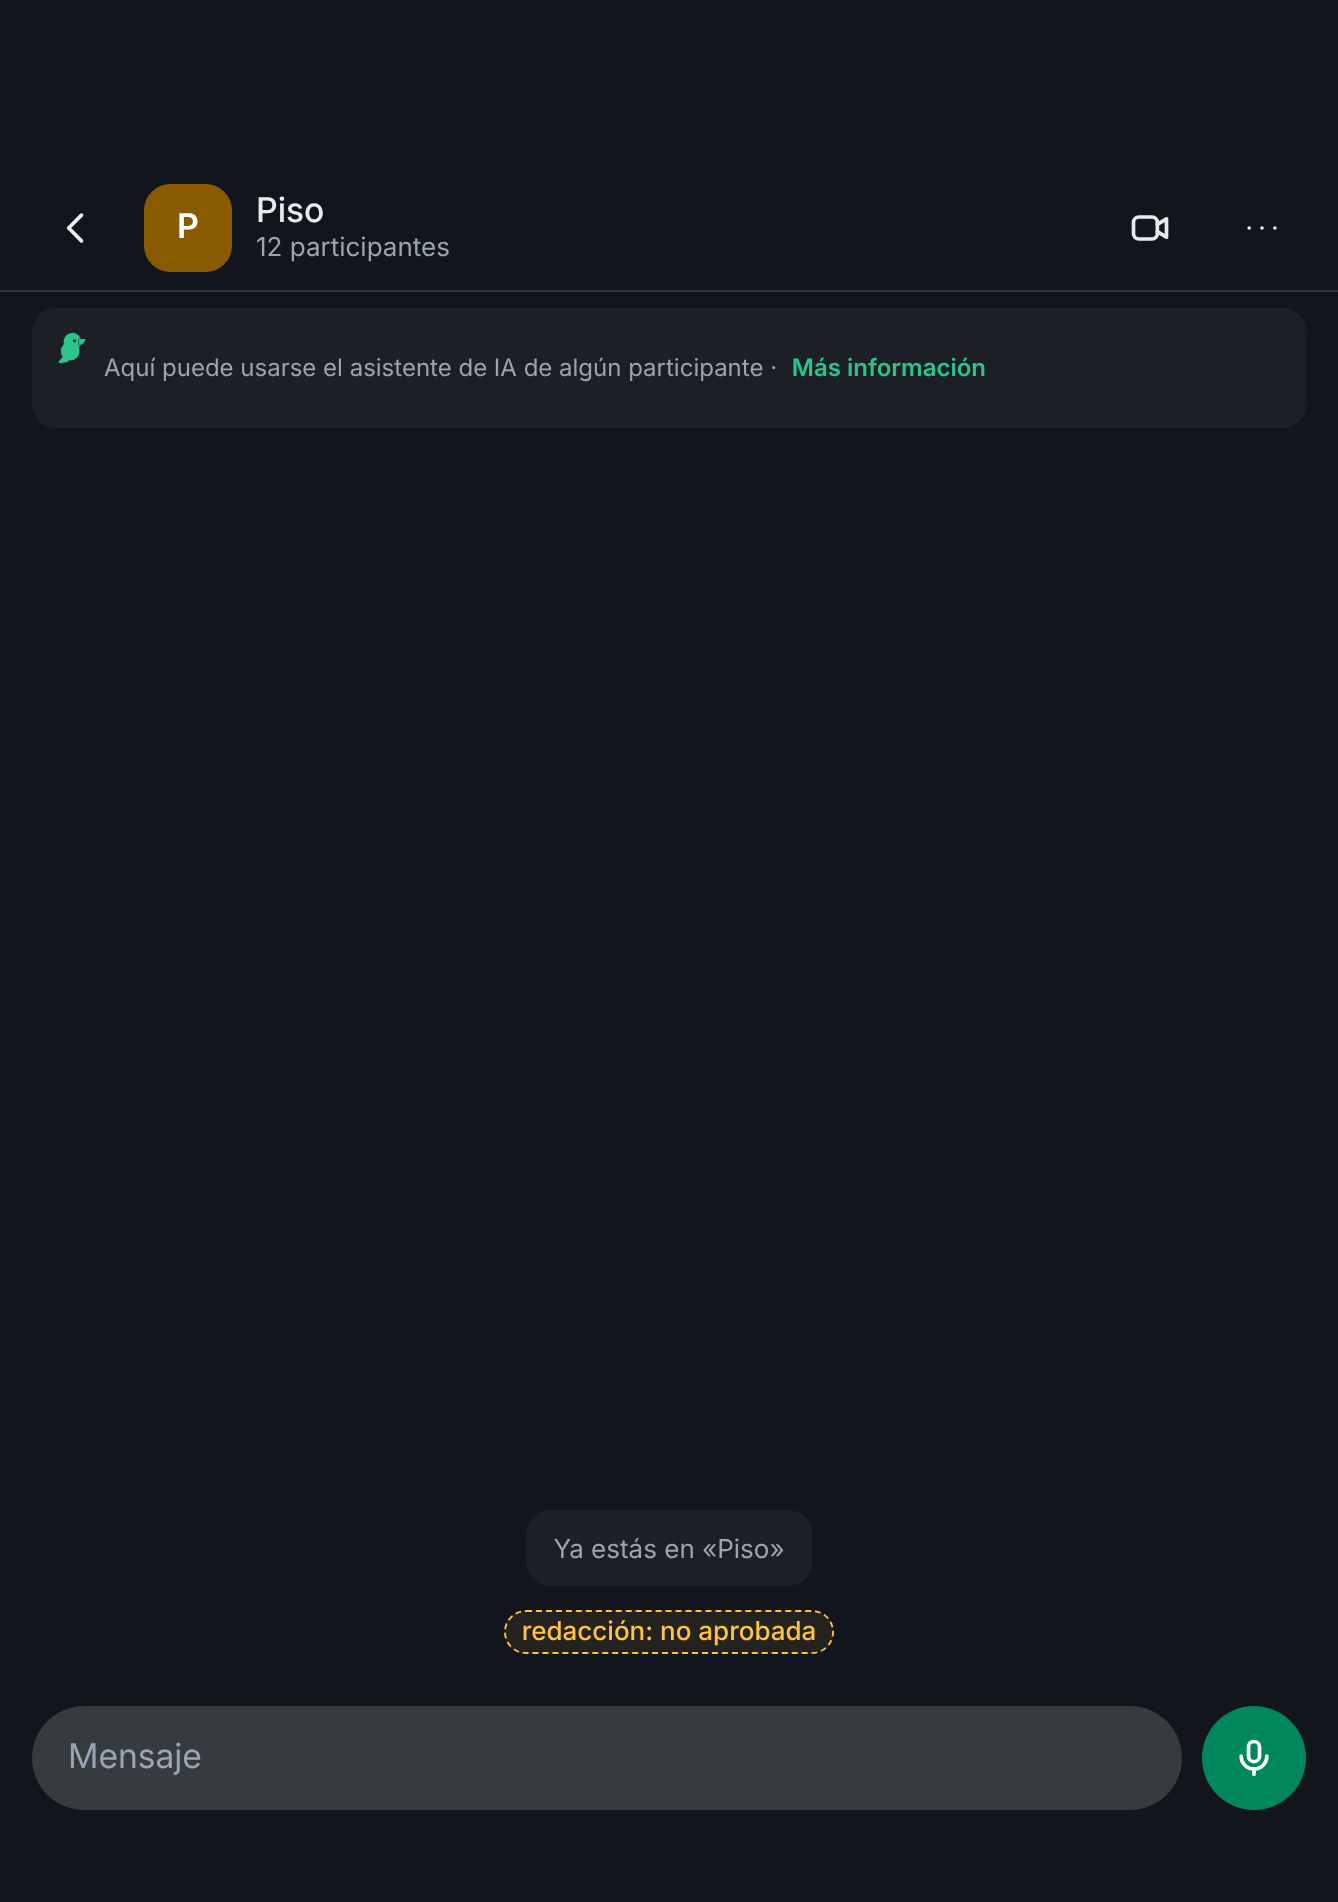 P
Piso
12 participantes
Aquí puede usarse el asistente de IA de algún participante · Más información
Ya estás en «Piso»
redacción: no aprobada
Mensaje